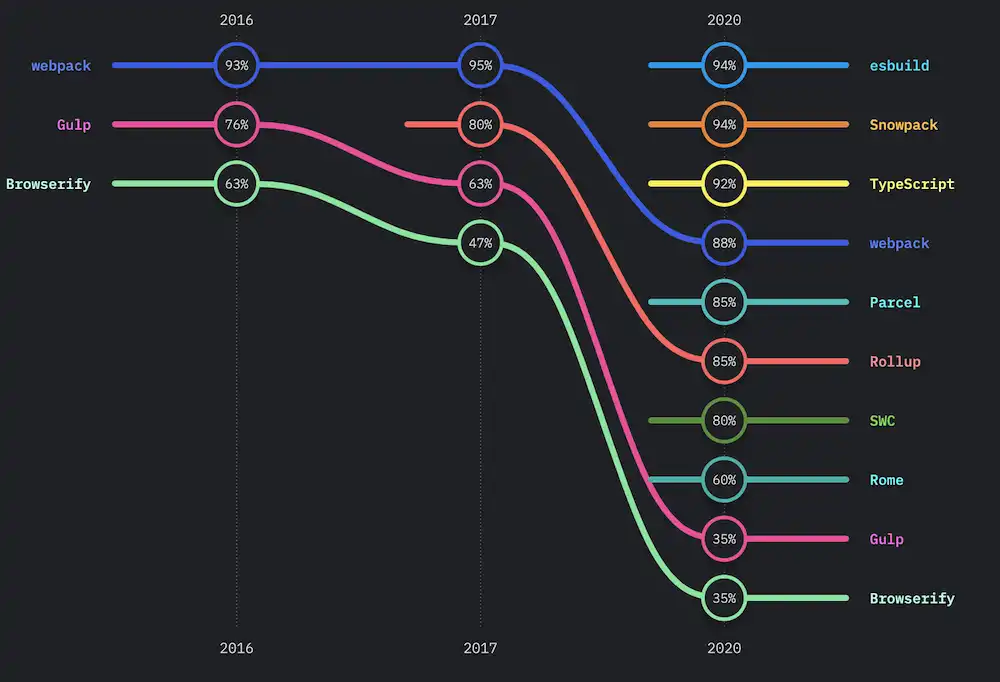 2016 2017 2020
webpack 93% 95% 94% esbuild
Gulp 76% 80% 94% Snowpack
Browserify 63% 63% 92% TypeScript
47% 88% webpack
85% Parcel
85% Rollup
80% SWC
60% Rome
35% Gulp
35% Browserify
2016 2017 2020